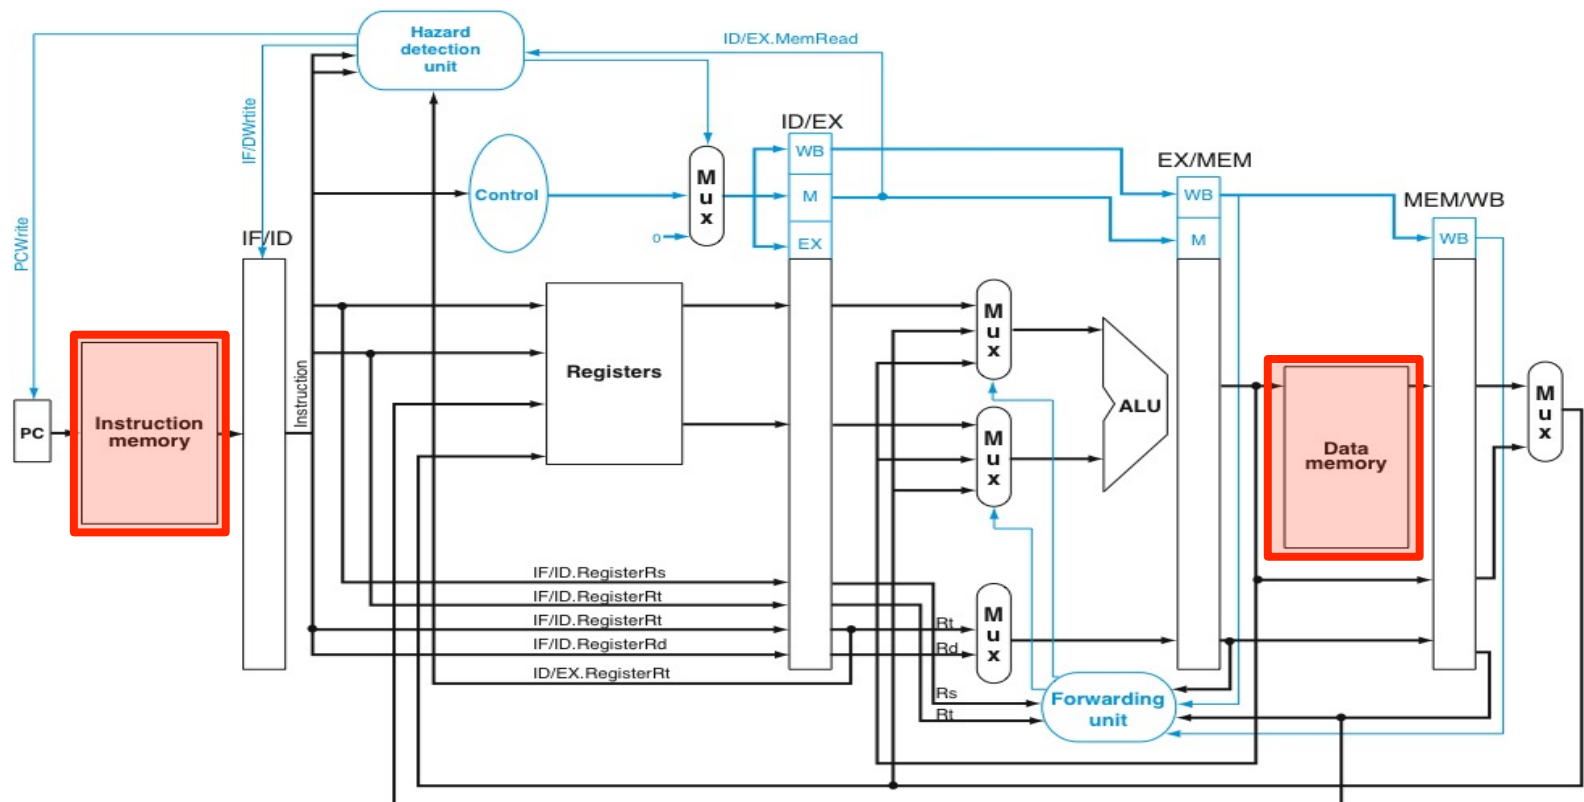 Hazard
detection
unit
ID/EX.MemRead
IF/DWrtite
PCWrite
ID/EX
WB
M
EX
EX/MEM
WB
M
MEM/WB
WB
Control
M
u
x
0
IF/ID
PC
Instruction
memory
Instruction
Registers
M
u
x
M
u
x
ALU
Data
memory
M
u
x
IF/ID.RegisterRs
IF/ID.RegisterRt
IF/ID.RegisterRt
IF/ID.RegisterRd
ID/EX.RegisterRt
Rt
Rd
M
u
x
Rs
Rt
Forwarding
unit